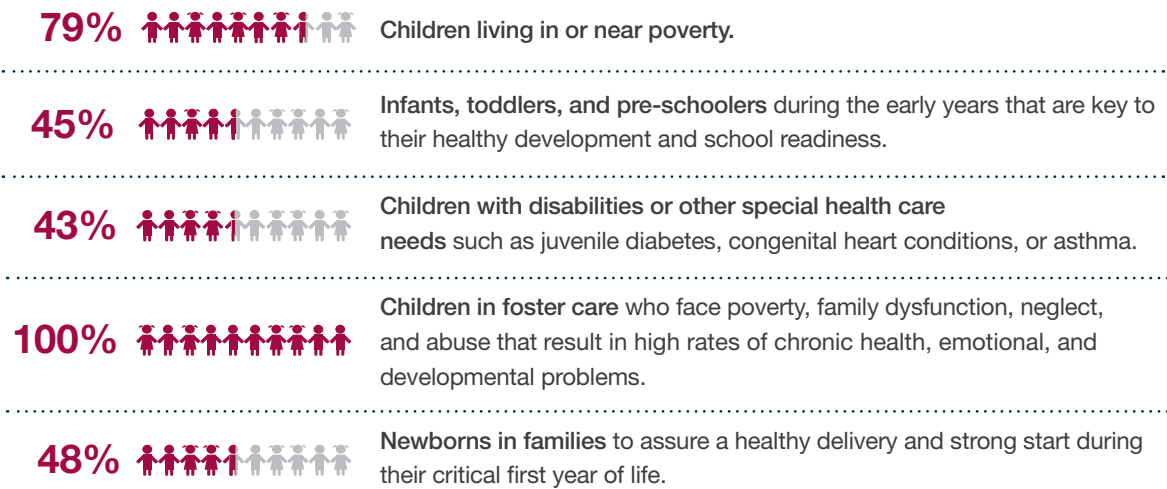 79% Children living in or near poverty.
45% Infants, toddlers, and pre-schoolers during the early years that are key to
their healthy development and school readiness.
43% Children with disabilities or other special health care
needs such as juvenile diabetes, congenital heart conditions, or asthma.
100% Children in foster care who face poverty, family dysfunction, neglect,
and abuse that result in high rates of chronic health, emotional, and
developmental problems.
48% Newborns in families to assure a healthy delivery and strong start during
their critical first year of life.